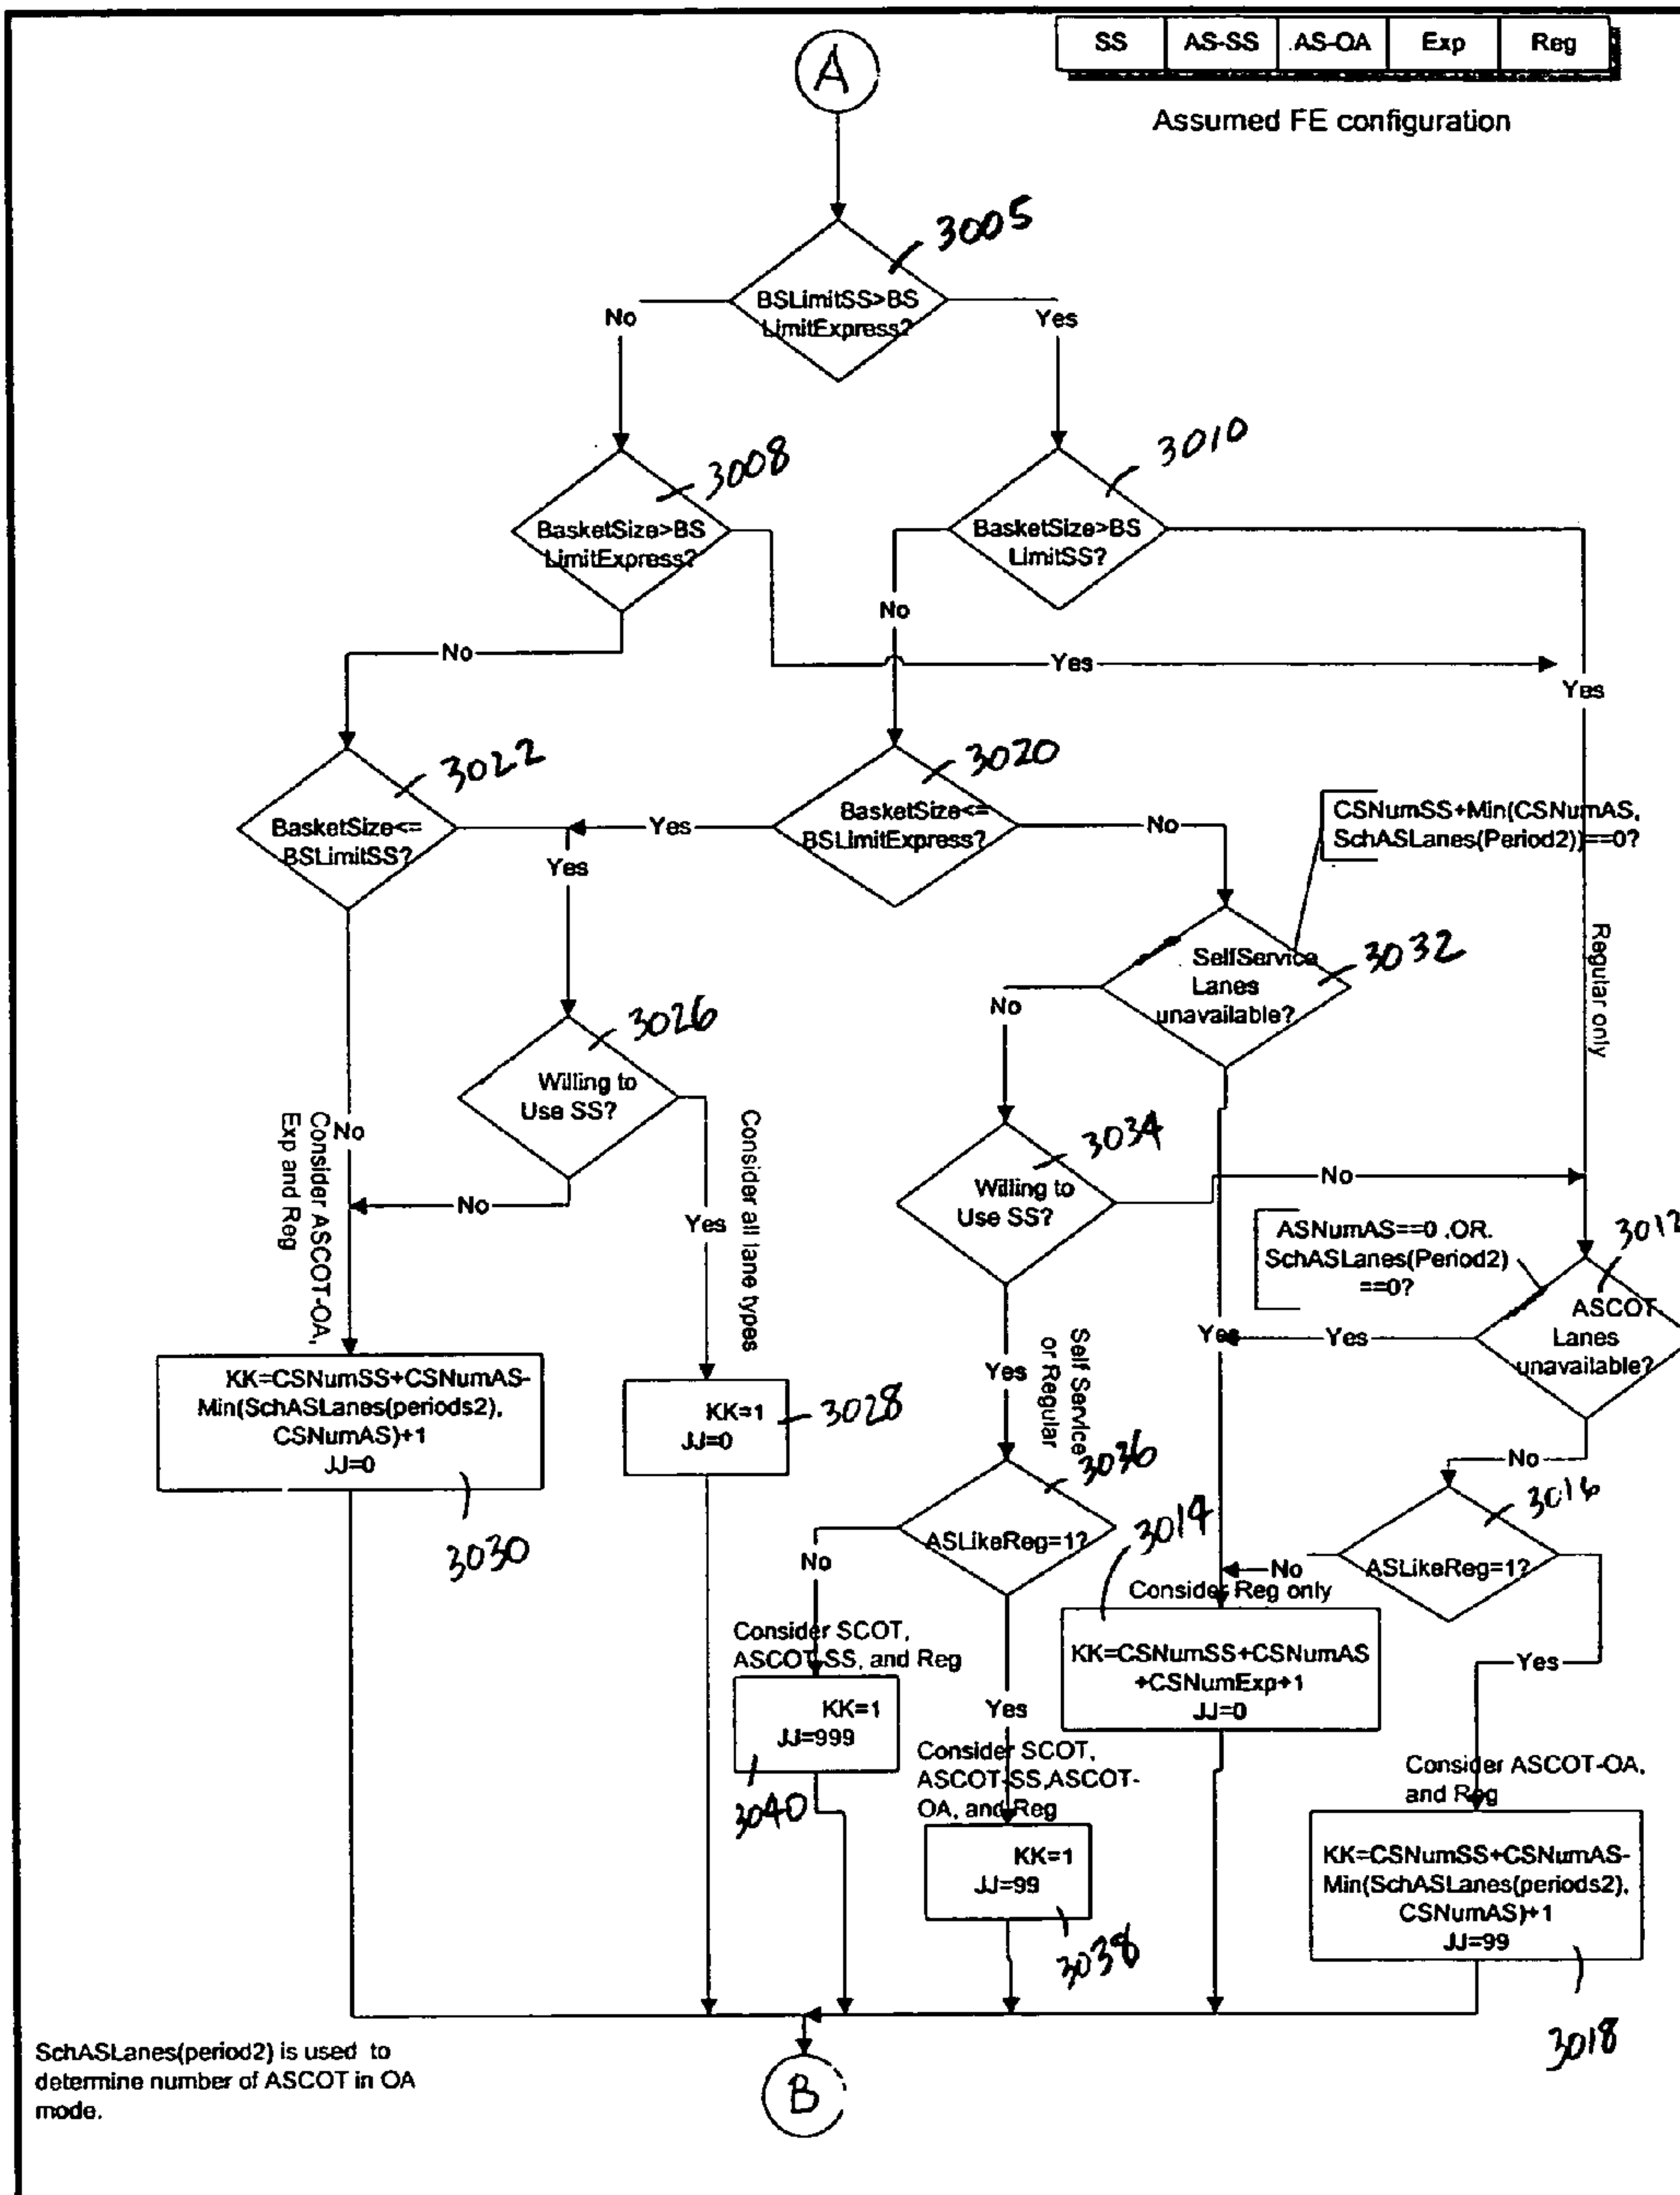 A
SS AS-SS AS-OA Exp Reg
Assumed FE configuration
3005
BSLimitSS>BS
LimitExpress?
No
Yes
3008
BasketSize>BS
LimitExpress?
3010
BasketSize>BS
LimitSS?
No
No
Yes
Yes
3022
BasketSize<=
BSLimitSS?
3020
BasketSize<=
BSLimitExpress?
Yes
Yes
No
CSNumSS+Min(CSNumAS,
SchASLanes(Period2))==0?
3032
SelfService
Lanes
unavailable?
Regular only
No
3026
Willing to
Use SS?
No
Consider ASCOT-OA,
Exp and Reg
No
Yes
Consider all lane types
3034
Willing to
Use SS?
No
ASNumAS==0 .OR.
SchASLanes(Period2)
==0?
3012
ASCOT
Lanes
unavailable?
Yes
Yes
Yes
Self Service
or Regular
No
KK=CSNumSS+CSNumAS-
Min(SchASLanes(periods2),
CSNumAS)+1
JJ=0
3030
KK=1
JJ=0
3028
3036
ASLikeReg=1?
No
Yes
3014
3016
ASLikeReg=1?
No
Yes
Consider Reg only
KK=CSNumSS+CSNumAS
+CSNumExp+1
JJ=0
Consider SCOT,
ASCOT-SS, and Reg
KK=1
JJ=999
3040
Consider SCOT,
ASCOT-SS,ASCOT-
OA, and Reg
KK=1
JJ=99
3038
Consider ASCOT-OA,
and Reg
KK=CSNumSS+CSNumAS-
Min(SchASLanes(periods2),
CSNumAS)+1
JJ=99
3018
SchASLanes(period2) is used to
determine number of ASCOT in OA
mode.
B